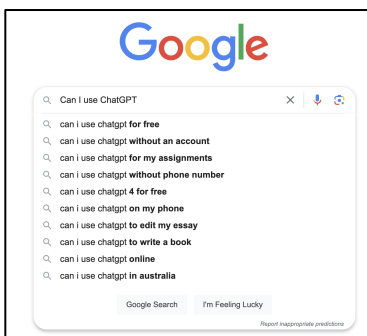 Google
Can I use ChatGPT
can i use chatgpt for free
can i use chatgpt without an account
can i use chatgpt for my assignments
can i use chatgpt without phone number
can i use chatgpt 4 for free
can i use chatgpt on my phone
can i use chatgpt to edit my essay
can i use chatgpt to write a book
can i use chatgpt online
can i use chatgpt in australia
Google Search I'm Feeling Lucky
Report inappropriate predictions